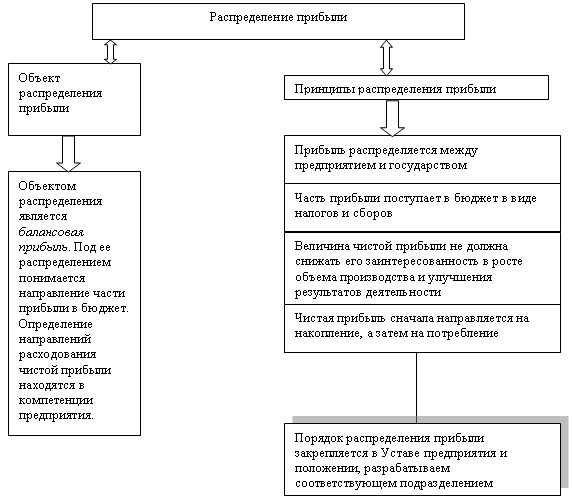 Распределение прибыли
Объект
распределения
прибыли
Объектом
распределения
является
балансовая
прибыль. Под ее
распределением
понимается
направление части
прибыли в бюджет.
Определение
направлений
расходования
чистой прибыли
находятся в
компетенции
предприятия.
Принципы распределения прибыли
Прибыль распределяется между
предприятием и государством
Часть прибыли поступает в бюджет в виде
налогов и сборов
Величина чистой прибыли не должна
снижать его заинтересованность в росте
объема производства и улучшения
результатов деятельности
Чистая прибыль сначала направляется на
накопление, а затем на потребление
Порядок распределения прибыли
закрепляется в Уставе предприятия и
положении, разрабатываем
соответствующем подразделением